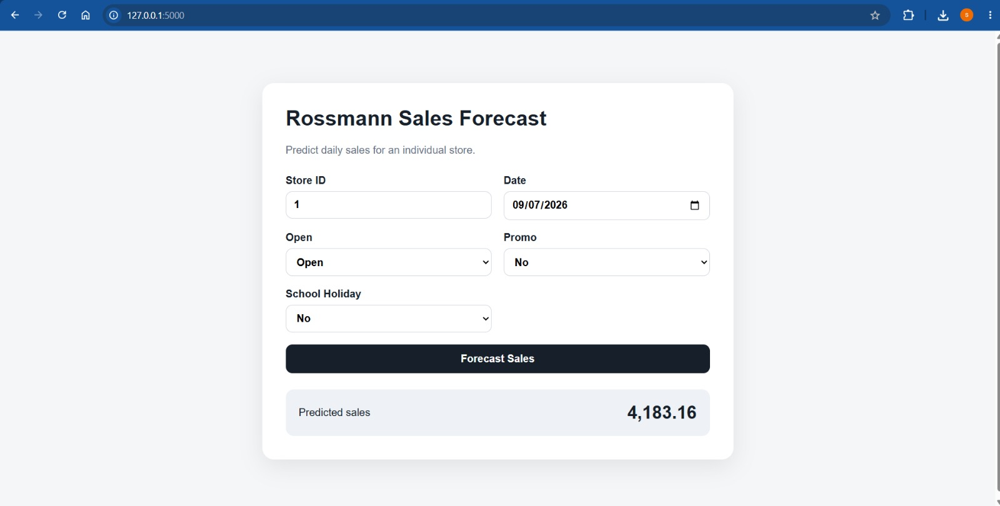 127.0.0.1:5000
S
Rossmann Sales Forecast
Predict daily sales for an individual store.
Store ID
Date
1
09/07/2026
Open
Promo
Open
No
School Holiday
No
Forecast Sales
Predicted sales
4,183.16